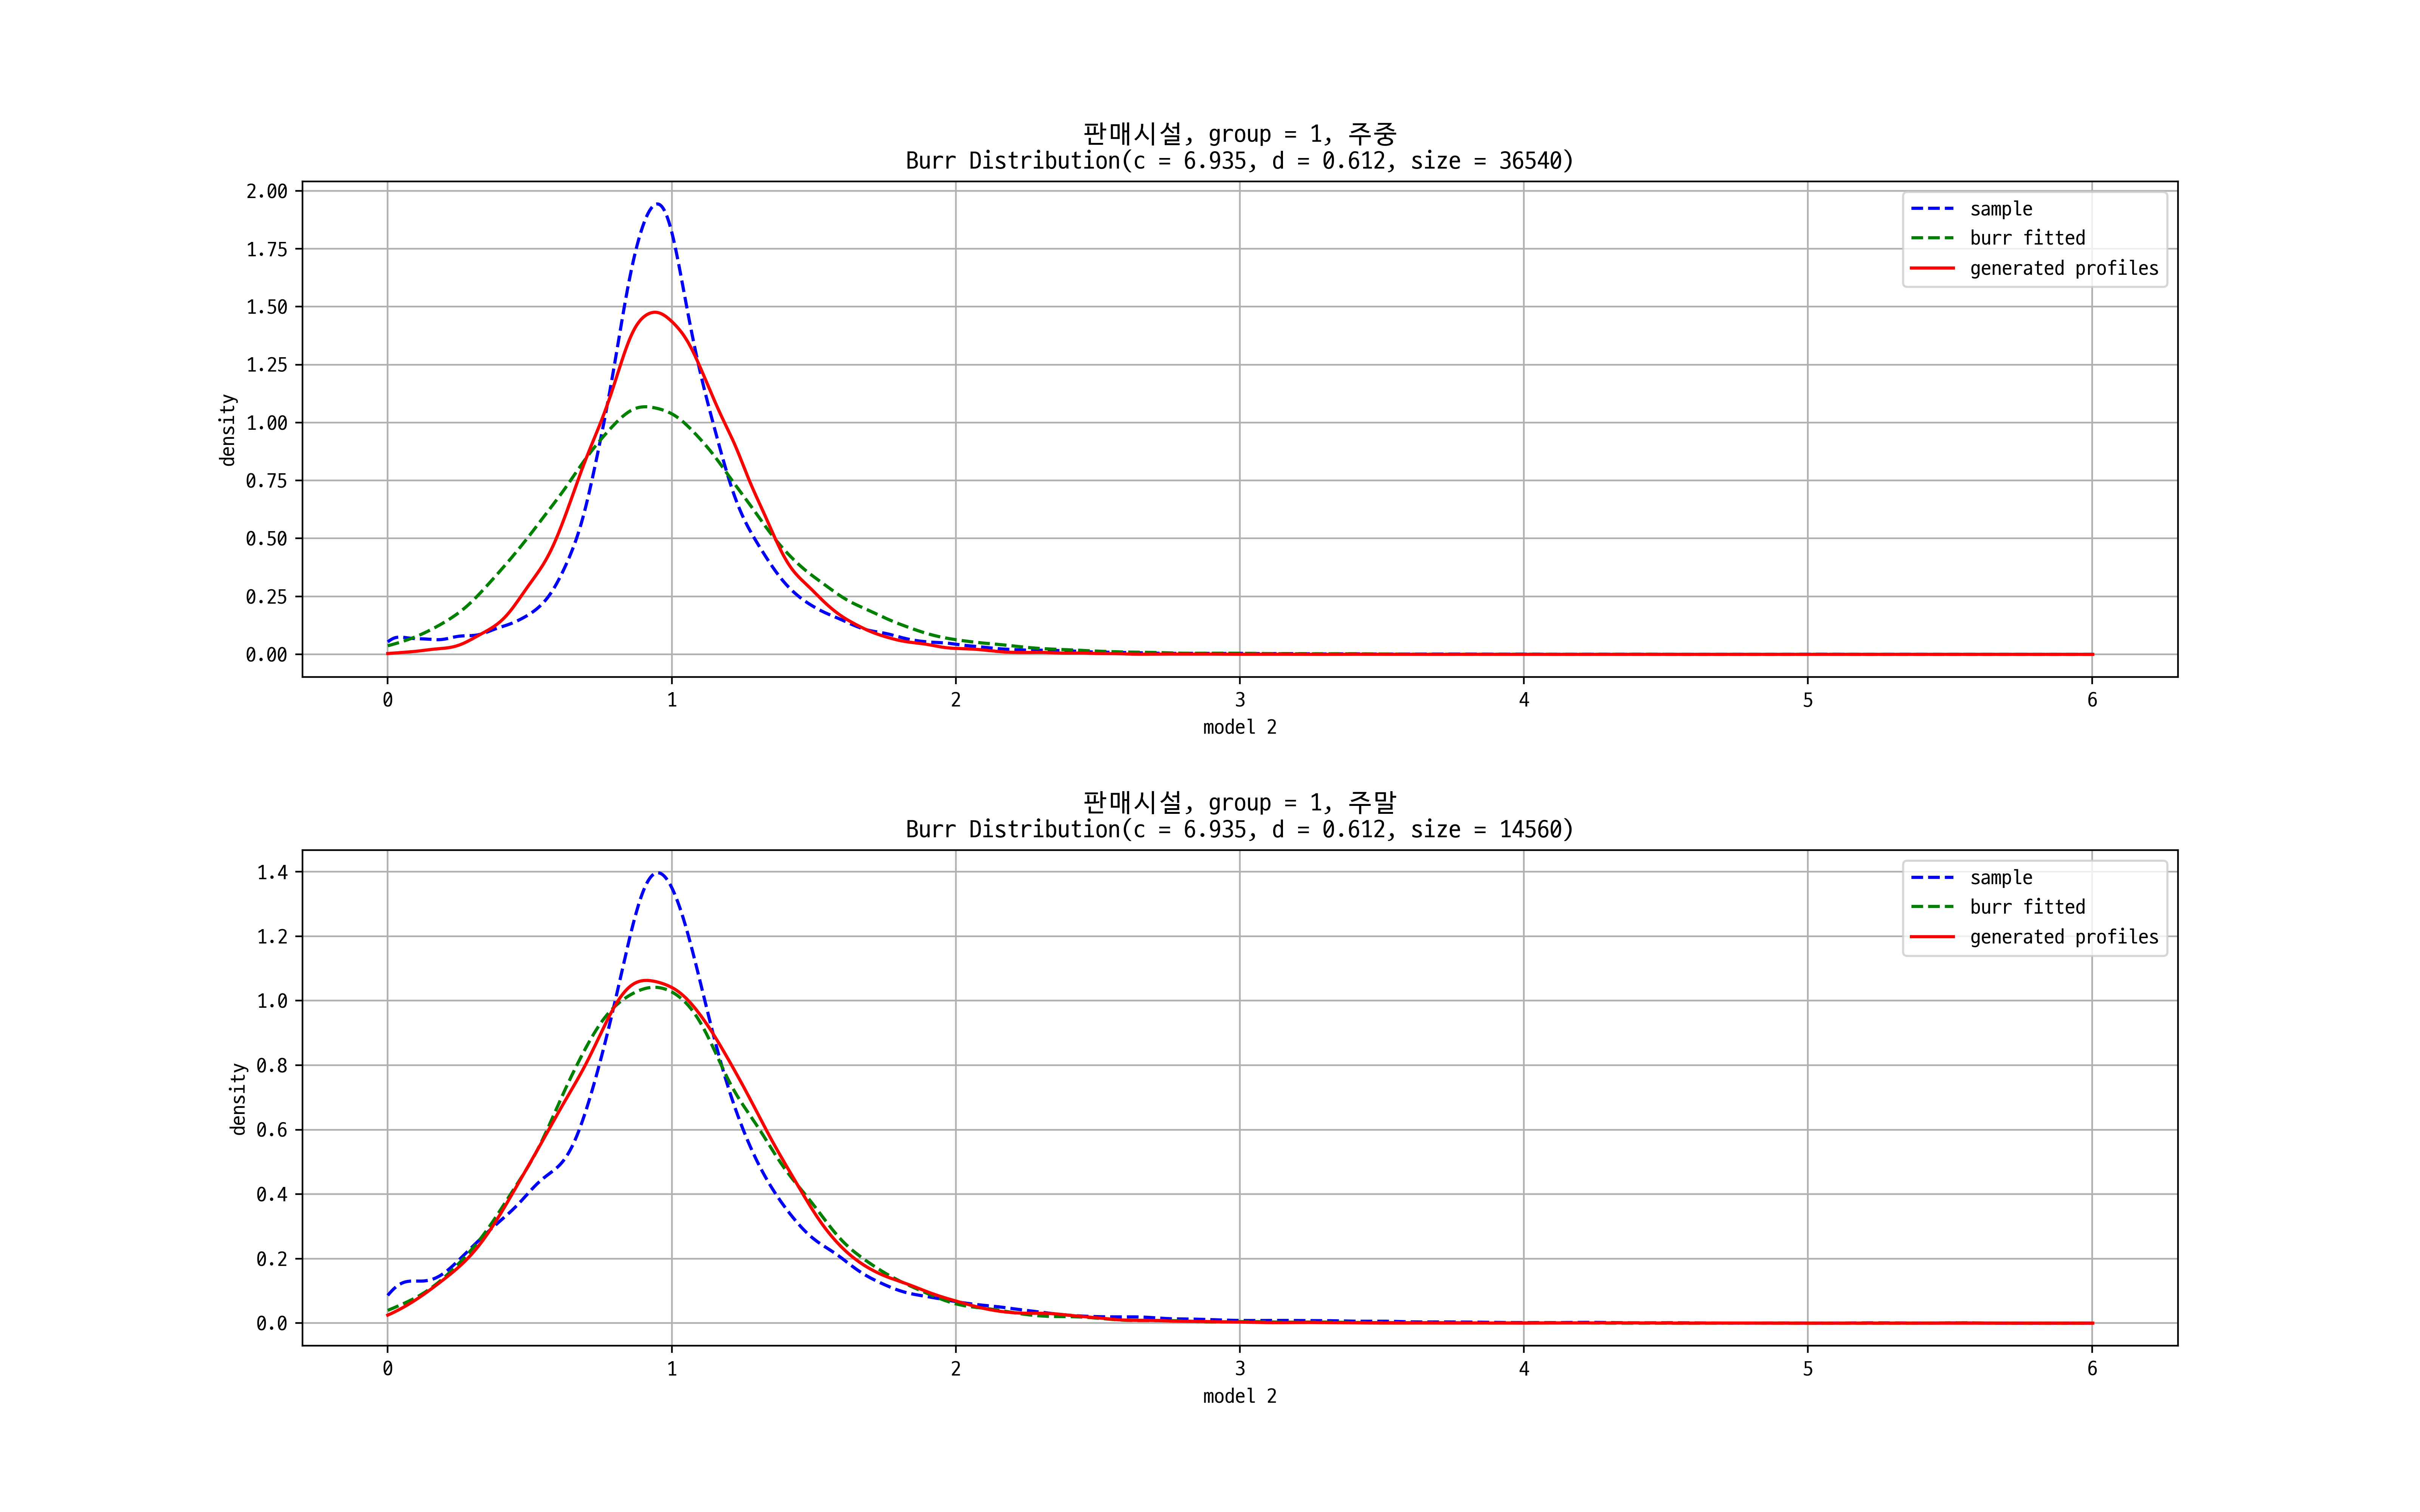 판매시설, group = 1, 주중
Burr Distribution(c = 6.935, d = 0.612, size = 36540)
2.00
1.75
1.50
1.25
1.00
0.75
0.50
0.25
0.00
density
sample
burr fitted
generated profiles
0 1 2 3 4 5 6
model 2
판매시설, group = 1, 주말
Burr Distribution(c = 6.935, d = 0.612, size = 14560)
1.4
1.2
1.0
0.8
0.6
0.4
0.2
0.0
density
sample
burr fitted
generated profiles
0 1 2 3 4 5 6
model 2